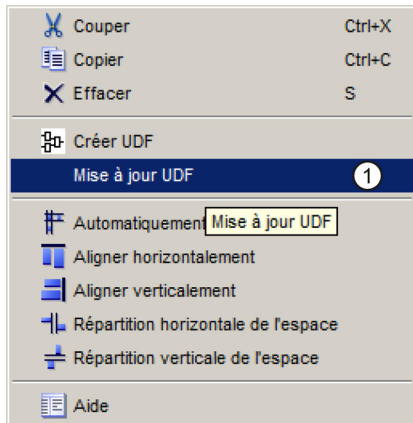 Couper Ctrl+X
Copier Ctrl+C
Effacer S
Créer UDF
Mise à jour UDF 1
Automatiquement Mise à jour UDF
Aligner horizontalement
Aligner verticalement
Répartition horizontale de l'espace
Répartition verticale de l'espace
Aide